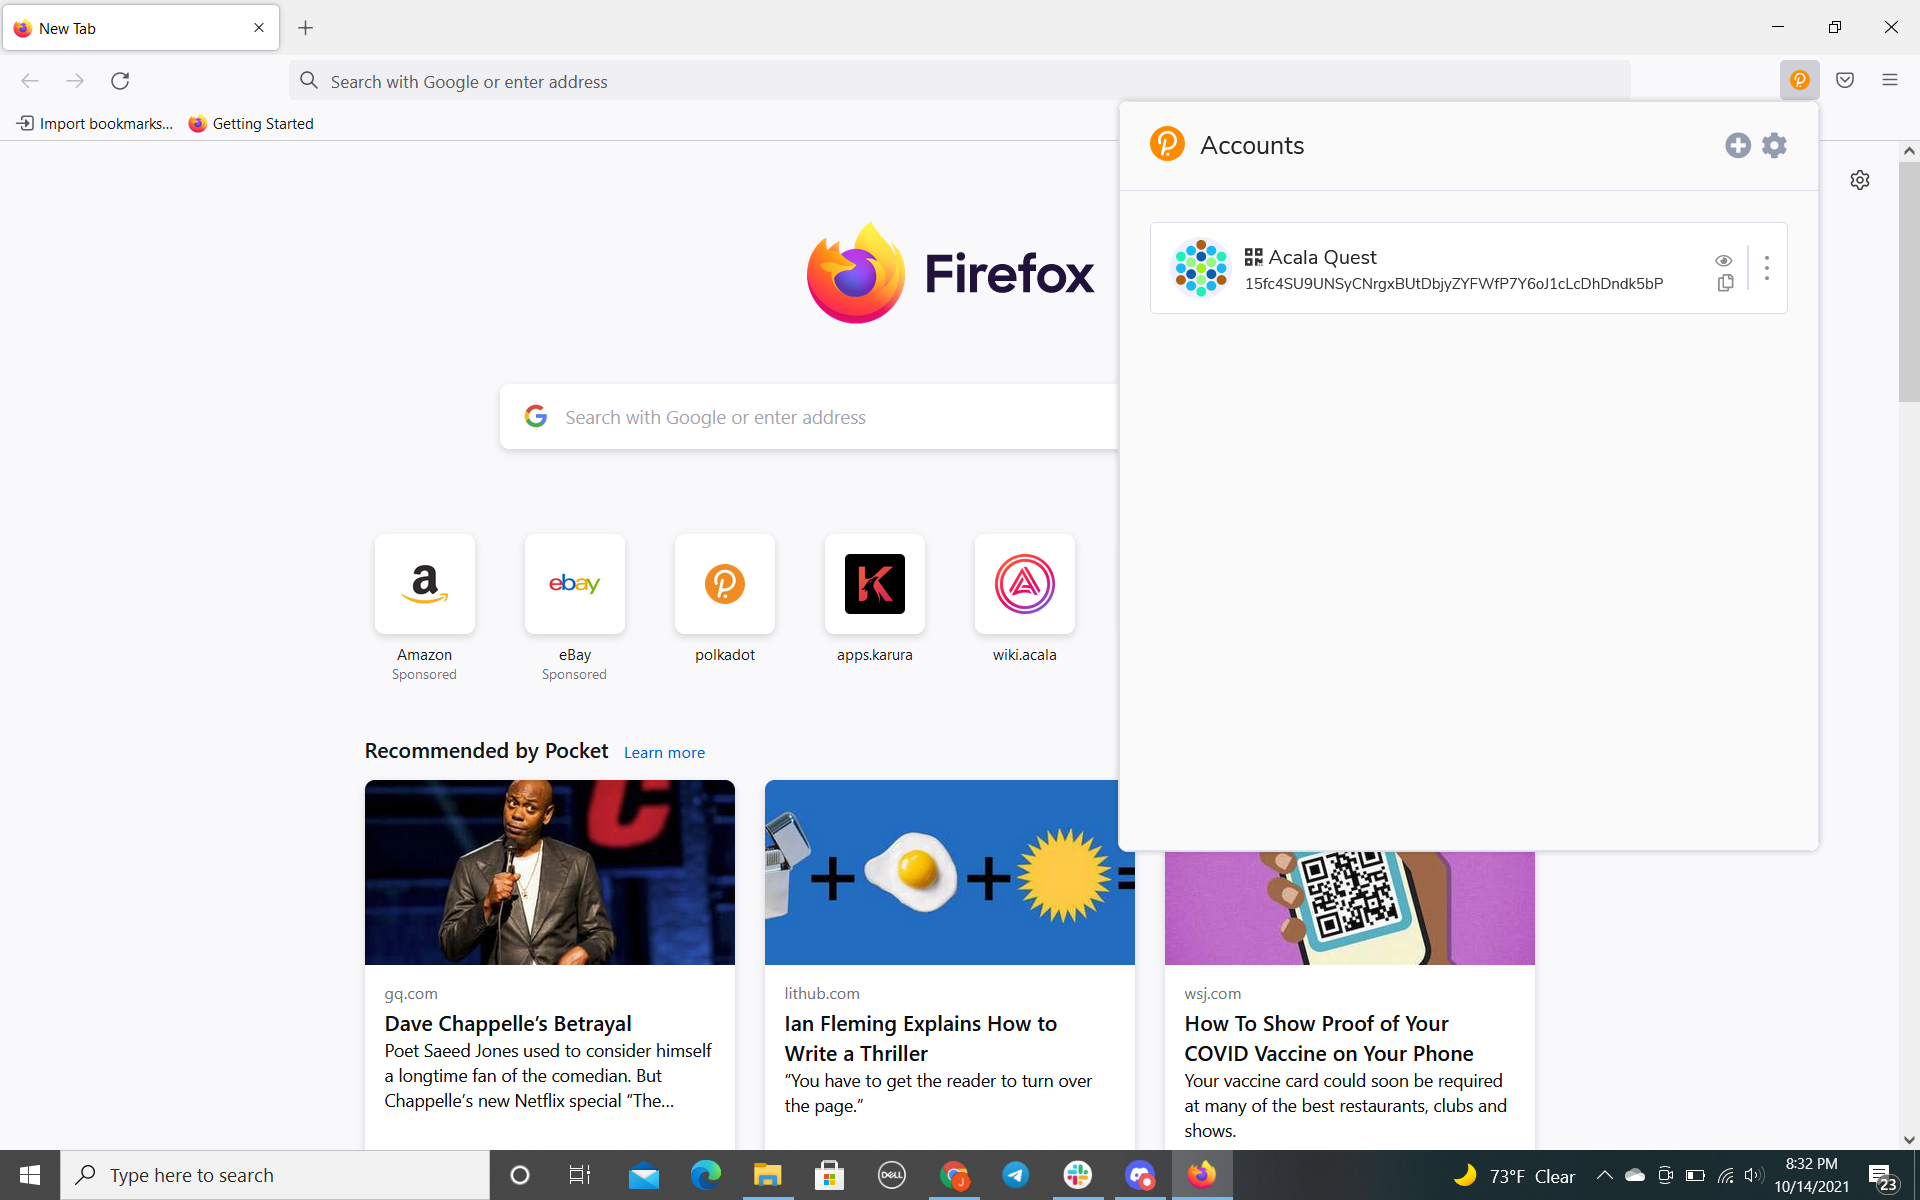 New Tab
Search with Google or enter address
Import bookmarks...
Getting Started
Accounts
Acala Quest
15fc4SU9UNSyCNrgxBUtDbjyZYFWfP7Y6oJ1cLcDhDndk5bP
Firefox
Search with Google or enter address
a
ebay
K
Amazon
Sponsored
eBay
Sponsored
polkadot
apps.karura
wiki.acala
Recommended by Pocket Learn more
gq.com
Dave Chappelle’s Betrayal
Poet Saeed Jones used to consider himself
a longtime fan of the comedian. But
Chappelle’s new Netflix special “The...
lithub.com
Ian Fleming Explains How to
Write a Thriller
“You have to get the reader to turn over
the page.”
wsj.com
How To Show Proof of Your
COVID Vaccine on Your Phone
Your vaccine card could soon be required
at many of the best restaurants, clubs and
shows.
Type here to search
DELL
J
73°F Clear
8:32 PM
10/14/2021
23